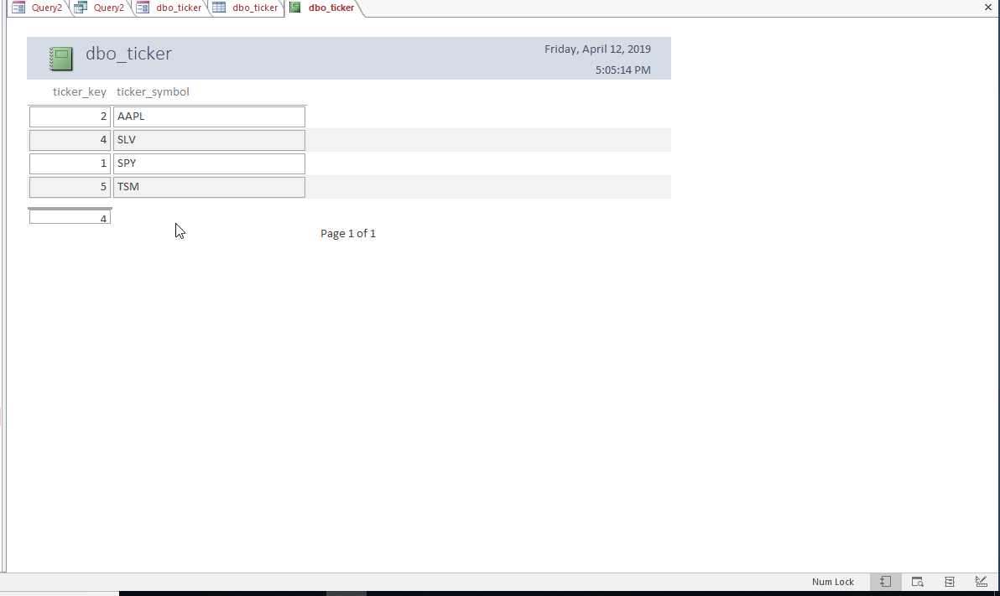 Query2 Query2 dbo_ticker dbo_ticker dbo_ticker
dbo_ticker
Friday, April 12, 2019
5:05:14 PM
ticker_key ticker_symbol
2 AAPL
4 SLV
1 SPY
5 TSM
4
Page 1 of 1
Num Lock